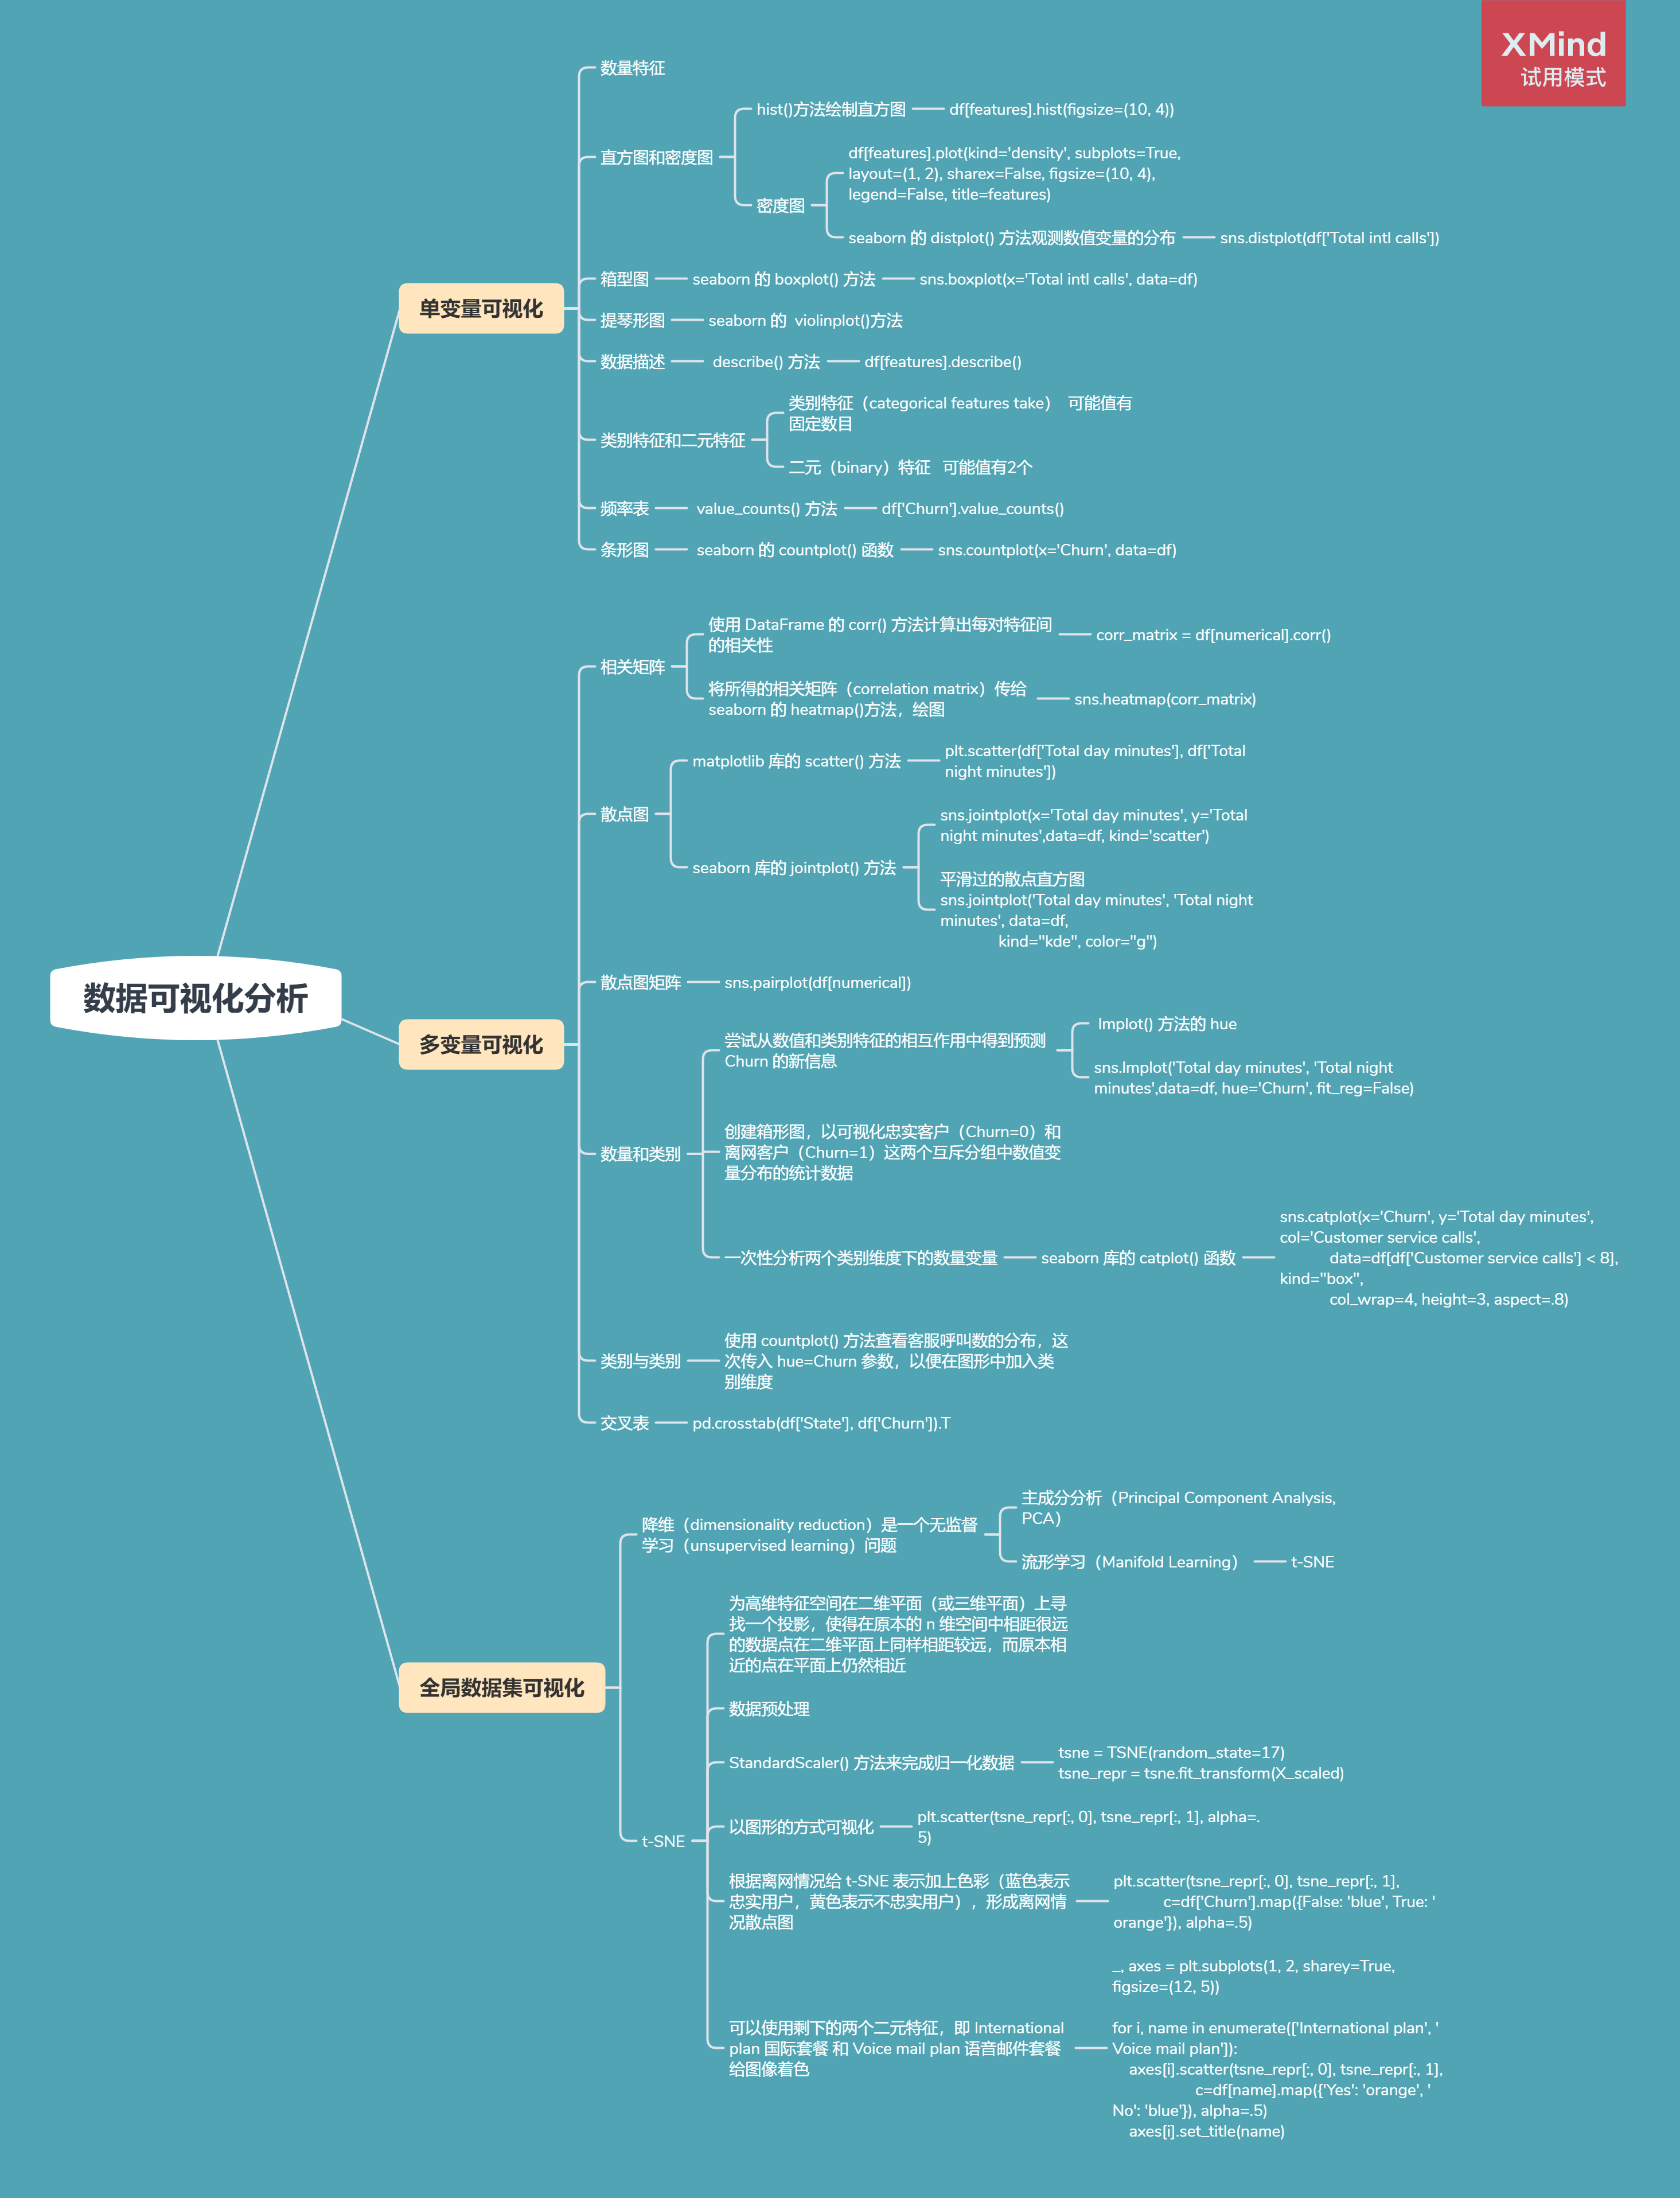 XMind
试用模式
数据可视化分析
单变量可视化
数量特征
直方图和密度图
hist()方法绘制直方图
df[features].hist(figsize=(10, 4))
密度图
df[features].plot(kind='density', subplots=True,
layout=(1, 2), sharex=False, figsize=(10, 4),
legend=False, title=features)
seaborn 的 distplot() 方法观测数值变量的分布
sns.distplot(df['Total intl calls'])
箱型图
seaborn 的 boxplot() 方法
sns.boxplot(x='Total intl calls', data=df)
提琴形图
seaborn 的  violinplot()方法
数据描述
describe() 方法
df[features].describe()
类别特征和二元特征
类别特征（categorical features take）  可能值有
固定数目
二元（binary）特征   可能值有2个
频率表
value_counts() 方法
df['Churn'].value_counts()
条形图
seaborn 的 countplot() 函数
sns.countplot(x='Churn', data=df)
多变量可视化
相关矩阵
使用 DataFrame 的 corr() 方法计算出每对特征间
的相关性
corr_matrix = df[numerical].corr()
将所得的相关矩阵（correlation matrix）传给
seaborn 的 heatmap()方法，绘图
sns.heatmap(corr_matrix)
散点图
matplotlib 库的 scatter() 方法
plt.scatter(df['Total day minutes'], df['Total
night minutes'])
seaborn 库的 jointplot() 方法
sns.jointplot(x='Total day minutes', y='Total
night minutes',data=df, kind='scatter')
平滑过的散点直方图
sns.jointplot('Total day minutes', 'Total night
minutes', data=df,
kind="kde", color="g")
散点图矩阵
sns.pairplot(df[numerical])
数量和类别
尝试从数值和类别特征的相互作用中得到预测
Churn 的新信息
lmplot() 方法的 hue
sns.lmplot('Total day minutes', 'Total night
minutes',data=df, hue='Churn', fit_reg=False)
创建箱形图，以可视化忠实客户（Churn=0）和
离网客户（Churn=1）这两个互斥分组中数值变
量分布的统计数据
一次性分析两个类别维度下的数量变量
seaborn 库的 catplot() 函数
sns.catplot(x='Churn', y='Total day minutes',
col='Customer service calls',
data=df[df['Customer service calls'] < 8],
kind="box",
col_wrap=4, height=3, aspect=.8)
类别与类别
使用 countplot() 方法查看客服呼叫数的分布，这
次传入 hue=Churn 参数，以便在图形中加入类
别维度
交叉表
pd.crosstab(df['State'], df['Churn']).T
全局数据集可视化
降维（dimensionality reduction）是一个无监督
学习（unsupervised learning）问题
主成分分析（Principal Component Analysis,
PCA）
流形学习（Manifold Learning）
t-SNE
t-SNE
为高维特征空间在二维平面（或三维平面）上寻
找一个投影，使得在原本的 n 维空间中相距很远
的数据点在二维平面上同样相距较远，而原本相
近的点在平面上仍然相近
数据预处理
StandardScaler() 方法来完成归一化数据
tsne = TSNE(random_state=17)
tsne_repr = tsne.fit_transform(X_scaled)
以图形的方式可视化
plt.scatter(tsne_repr[:, 0], tsne_repr[:, 1], alpha=.
5)
根据离网情况给 t-SNE 表示加上色彩（蓝色表示
忠实用户，黄色表示不忠实用户），形成离网情
况散点图
plt.scatter(tsne_repr[:, 0], tsne_repr[:, 1],
c=df['Churn'].map({False: 'blue', True: '
orange'}), alpha=.5)
可以使用剩下的两个二元特征，即 International
plan 国际套餐 和 Voice mail plan 语音邮件套餐
给图像着色
_, axes = plt.subplots(1, 2, sharey=True,
figsize=(12, 5))
for i, name in enumerate(['International plan', '
Voice mail plan']):
axes[i].scatter(tsne_repr[:, 0], tsne_repr[:, 1],
c=df[name].map({'Yes': 'orange', '
No': 'blue'}), alpha=.5)
axes[i].set_title(name)